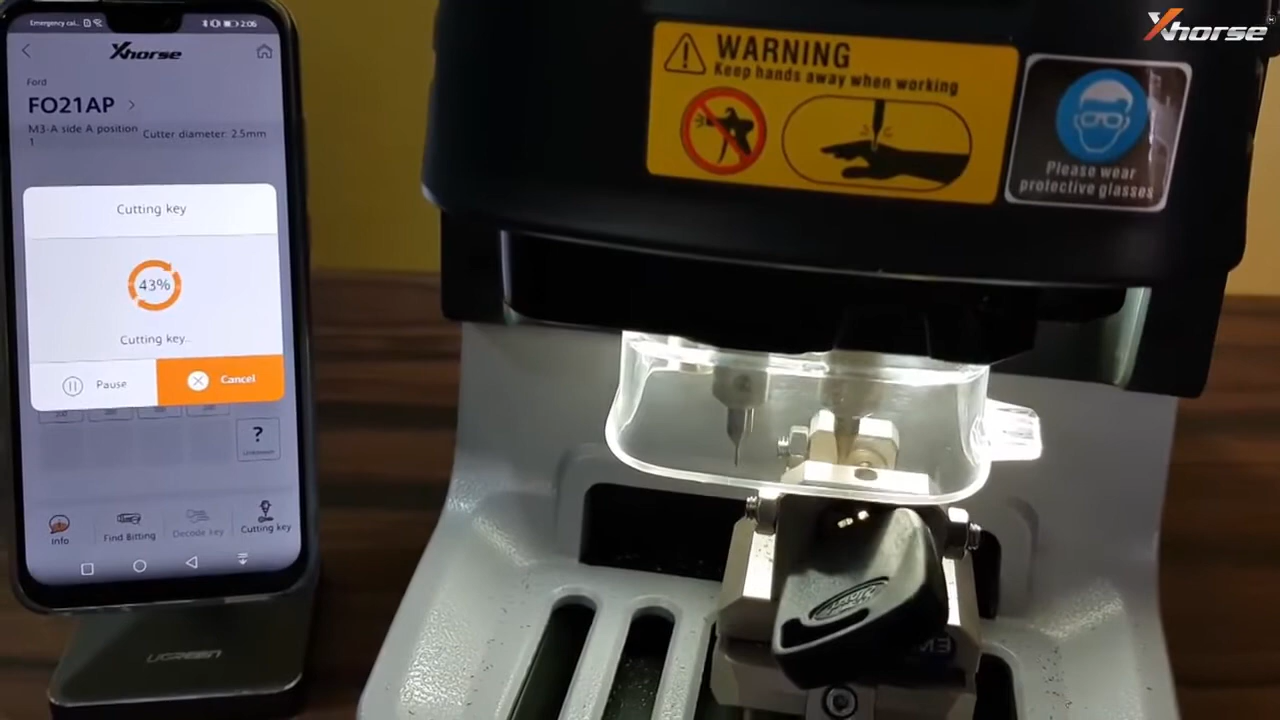 Emergency cal...
2:06
Xhorse
Ford
FO21AP
M3-A side A position
1
Cutter diameter: 2.5mm
Cutting key
43%
Cutting key..
Pause
Cancel
?
Unknown
Info
Find Bitting
Decode key
Cutting key
UGREEN
WARNING
Keep hands away when working
Please wear
protective glasses
Xhorse
Ford
M3